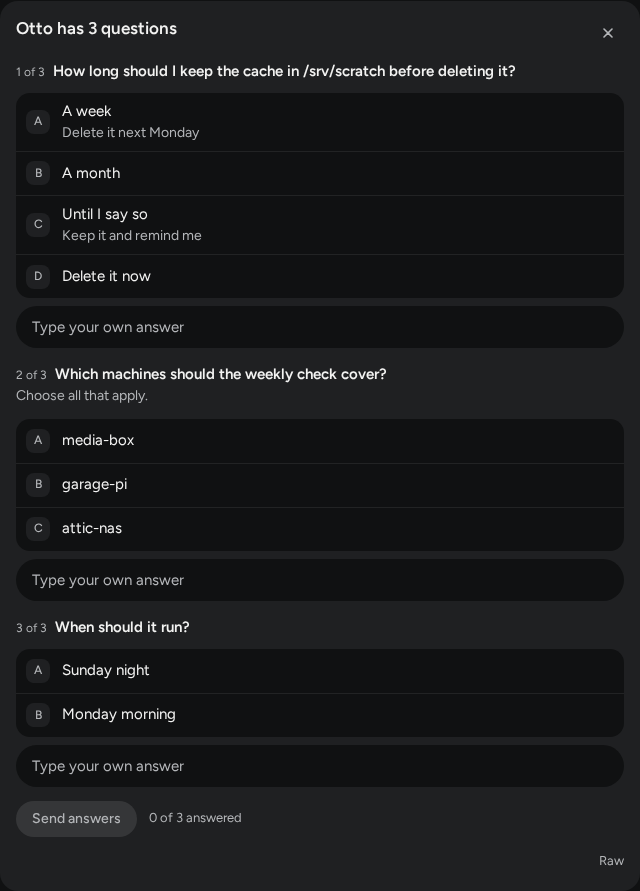 Otto has 3 questions
1 of 3 How long should I keep the cache in /srv/scratch before deleting it?
A A week
Delete it next Monday
B A month
C Until I say so
Keep it and remind me
D Delete it now
Type your own answer
2 of 3 Which machines should the weekly check cover?
Choose all that apply.
A media-box
B garage-pi
C attic-nas
Type your own answer
3 of 3 When should it run?
A Sunday night
B Monday morning
Type your own answer
Send answers 0 of 3 answered
Raw